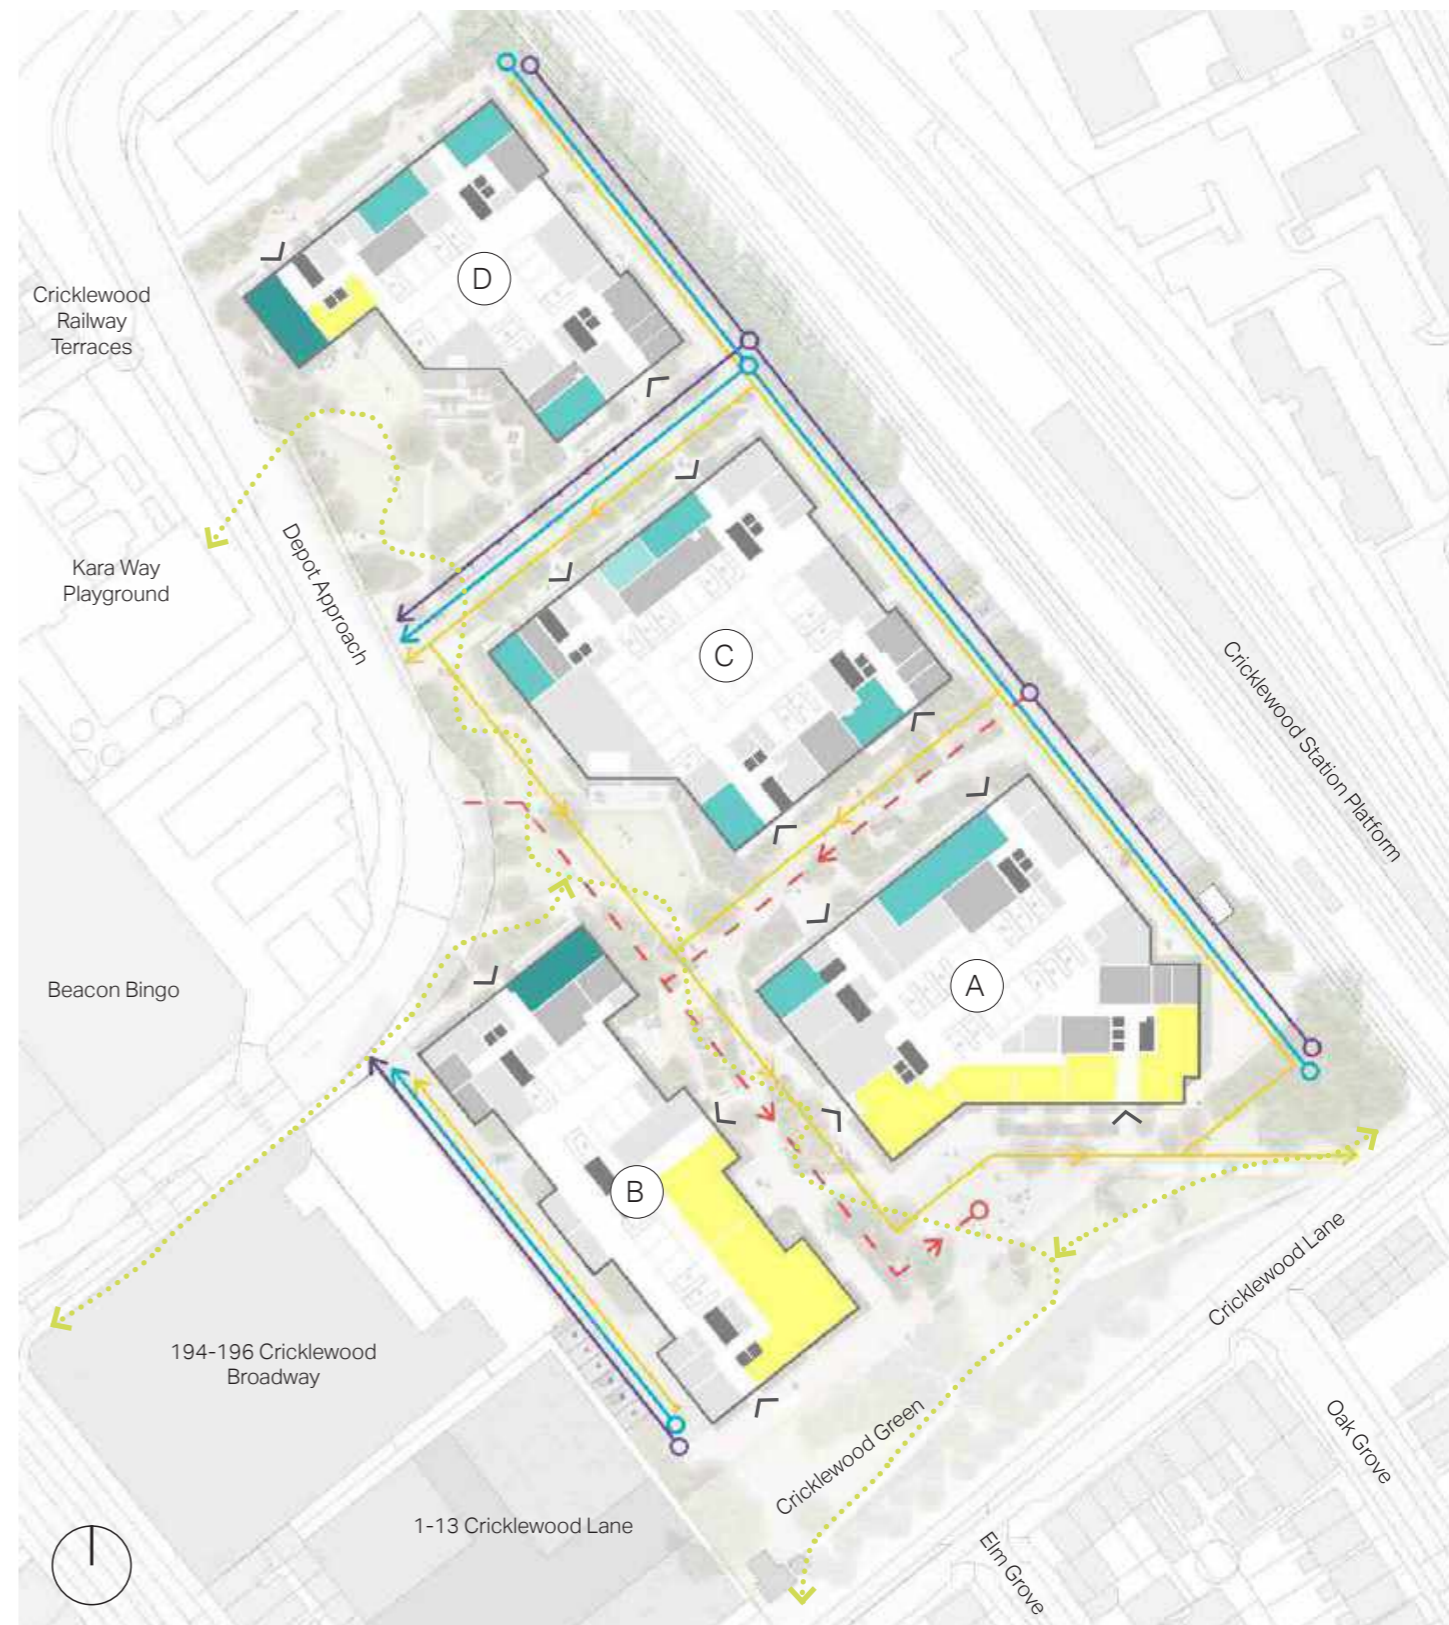 D
Cricklewood
Railway
Terraces
Depot Approach
Kara Way
Playground
C
Cricklewood Station Platform
A
Beacon Bingo
B
Cricklewood Lane
194-196 Cricklewood
Broadway
Cricklewood Green
Oak Grove
1-13 Cricklewood Lane
Elm Grove